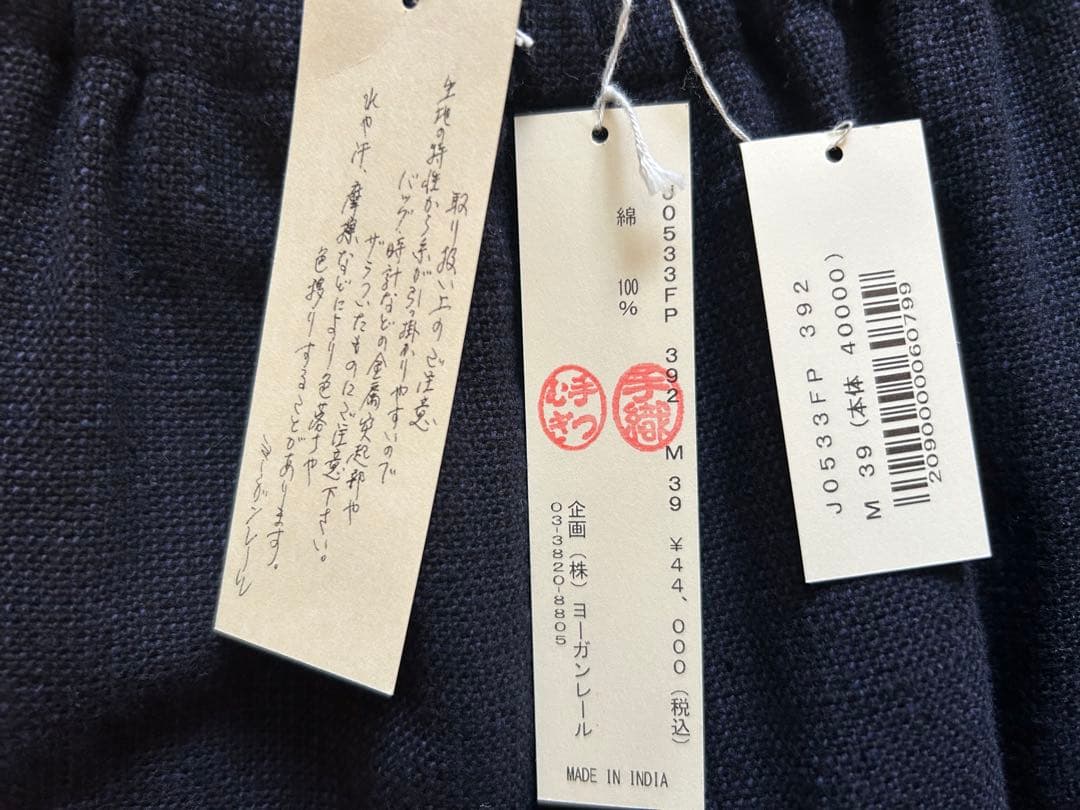 取り扱い上のご注意
生地の特性から糸が引っ掛かりやすいので
バッグ、時計などの金属突起部や
ザラついたものにご注意下さい。
水や汗、摩擦などにより色落ちや
色移りすることがあります。
ヨーガンレール
J0533FP 392 M 39 ¥44,000(税込)
綿 100%
手織
手つむぎ
企画(株)ヨーガンレール
03-3820-8805
MADE IN INDIA
J0533FP 392
M 39(本体 40000)
2090000060799